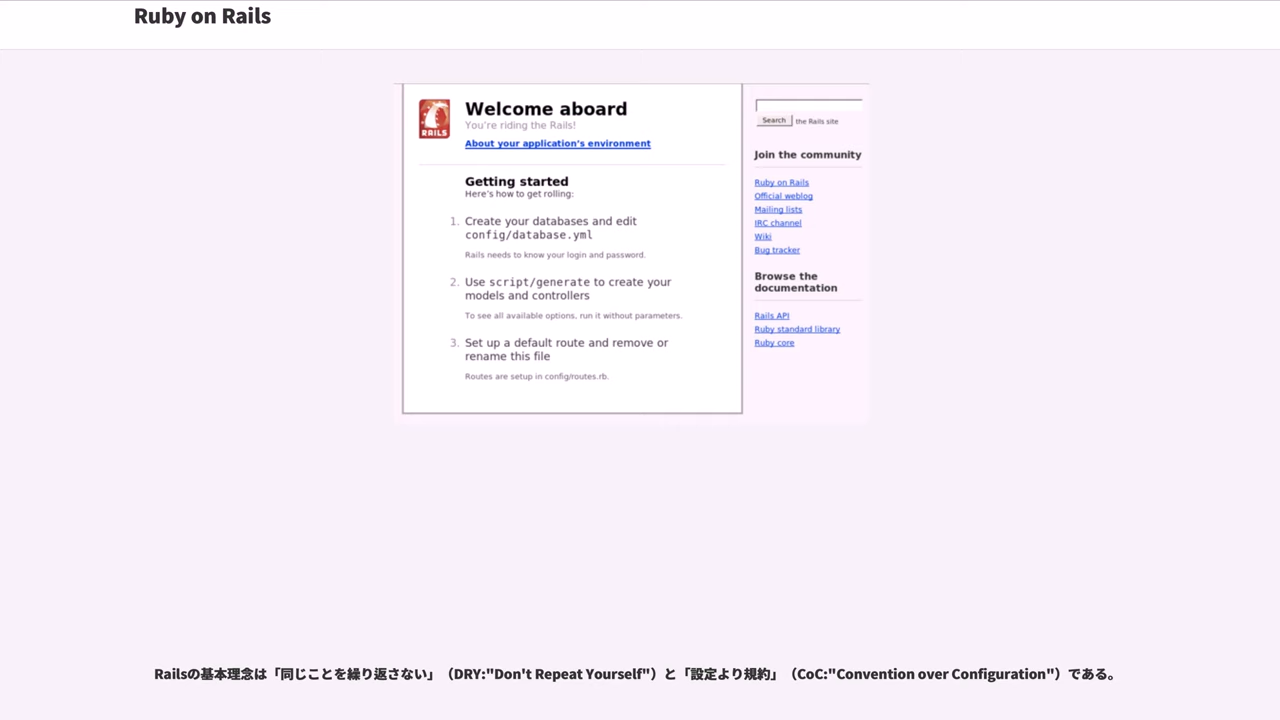 Ruby on Rails
RAILS
Welcome aboard
You're riding the Rails!
About your application's environment
Getting started
Here's how to get rolling:
1. Create your databases and edit
config/database.yml
Rails needs to know your login and password.
2. Use script/generate to create your
models and controllers
To see all available options, run it without parameters.
3. Set up a default route and remove or
rename this file
Routes are setup in config/routes.rb.
Search the Rails site
Join the community
Ruby on Rails
Official weblog
Mailing lists
IRC channel
Wiki
Bug tracker
Browse the
documentation
Rails API
Ruby standard library
Ruby core
Railsの基本理念は「同じことを繰り返さない」（DRY:"Don't Repeat Yourself"）と「設定より規約」（CoC:"Convention over Configuration"）である。